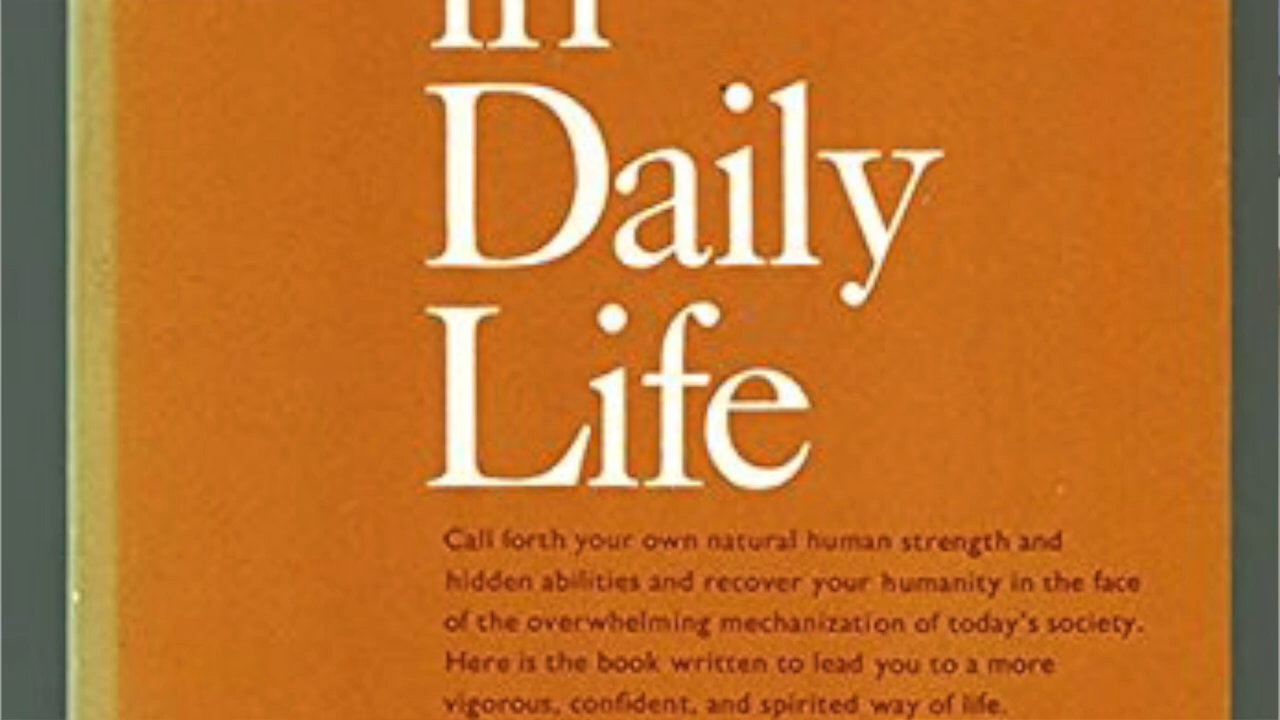 in
Daily
Life
Call forth your own natural human strength and
hidden abilities and recover your humanity in the face
of the overwhelming mechanization of today's society.
Here is the book written to lead you to a more
vigorous, confident, and spirited way of life.